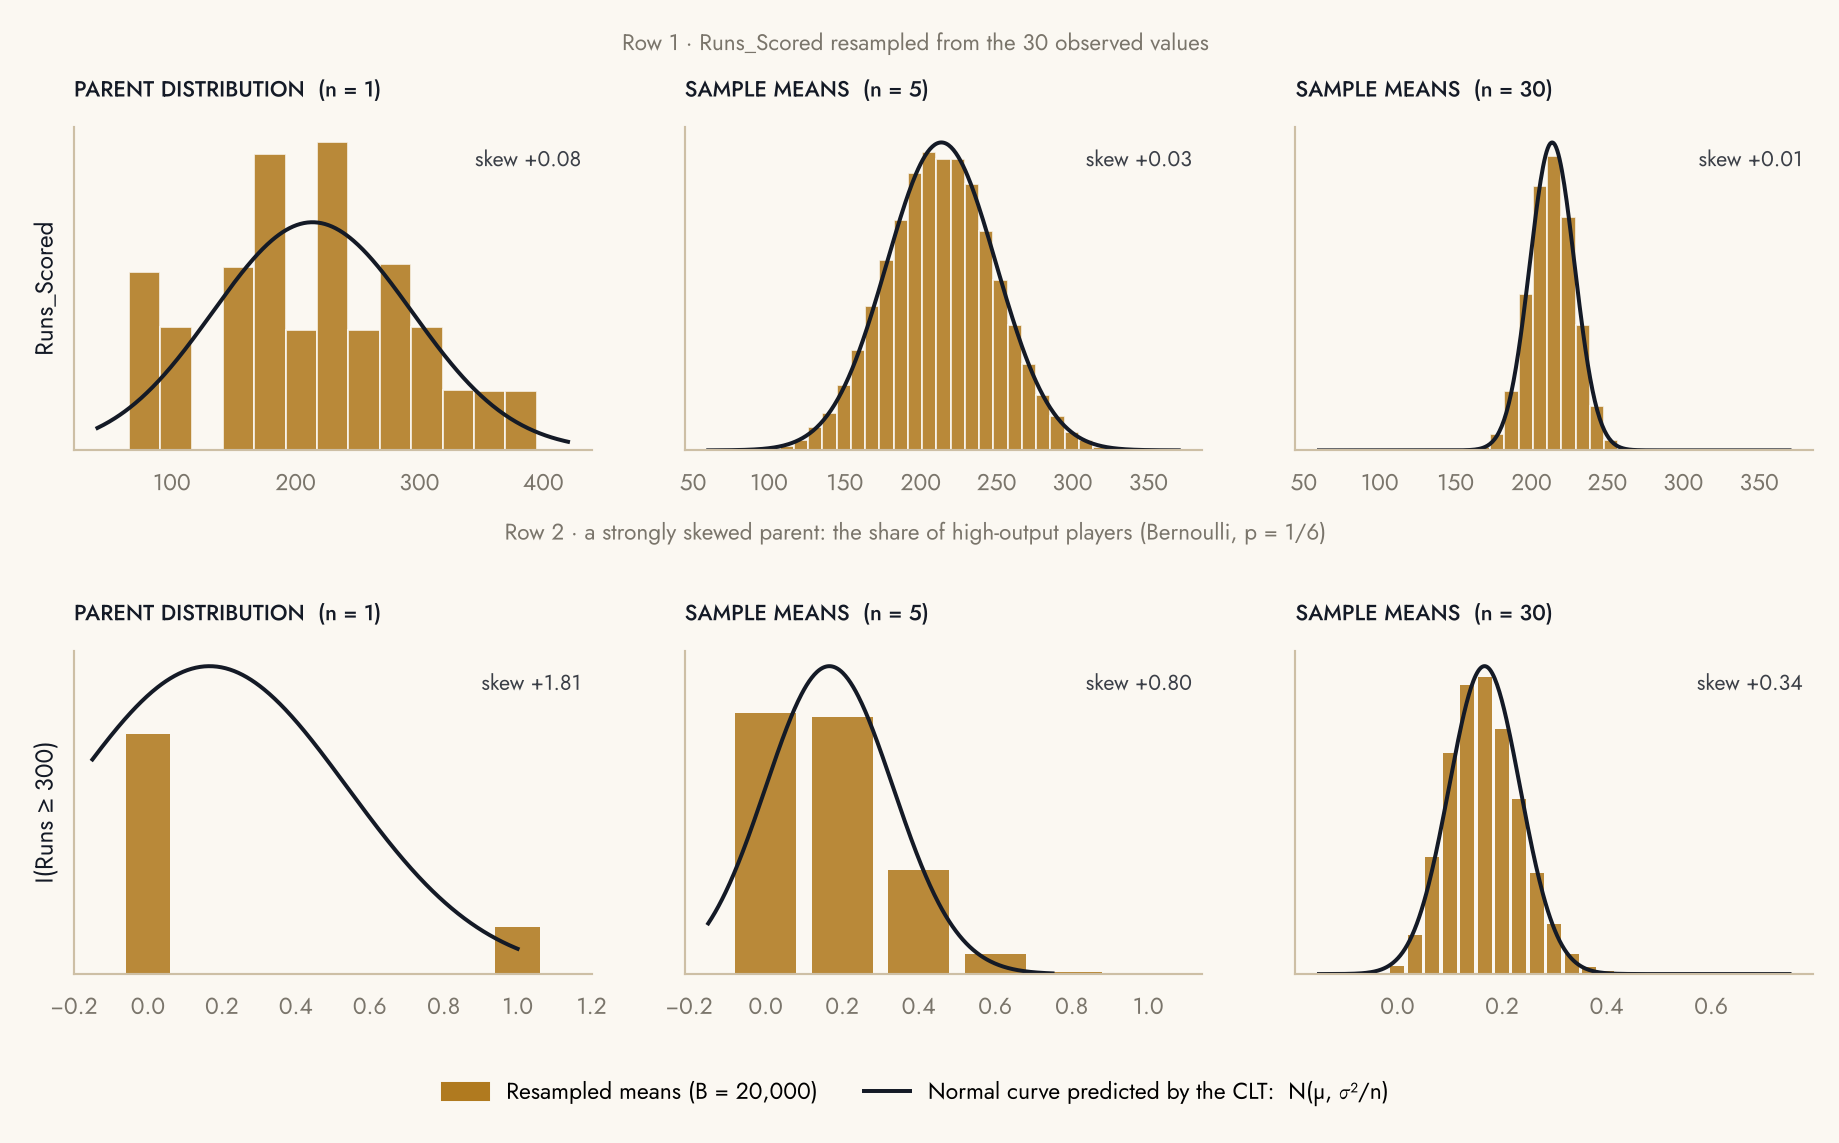 Row 1 · Runs_Scored resampled from the 30 observed values
PARENT DISTRIBUTION (n = 1)
SAMPLE MEANS (n = 5)
SAMPLE MEANS (n = 30)
skew +0.08
skew +0.03
skew +0.01
Runs_Scored
100 200 300 400
50 100 150 200 250 300 350
50 100 150 200 250 300 350
Row 2 · a strongly skewed parent: the share of high-output players (Bernoulli, p = 1/6)
PARENT DISTRIBUTION (n = 1)
SAMPLE MEANS (n = 5)
SAMPLE MEANS (n = 30)
skew +1.81
skew +0.80
skew +0.34
I(Runs ≥ 300)
−0.2 0.0 0.2 0.4 0.6 0.8 1.0 1.2
−0.2 0.0 0.2 0.4 0.6 0.8 1.0
0.0 0.2 0.4 0.6
Resampled means (B = 20,000)
Normal curve predicted by the CLT: N(μ, σ²/n)